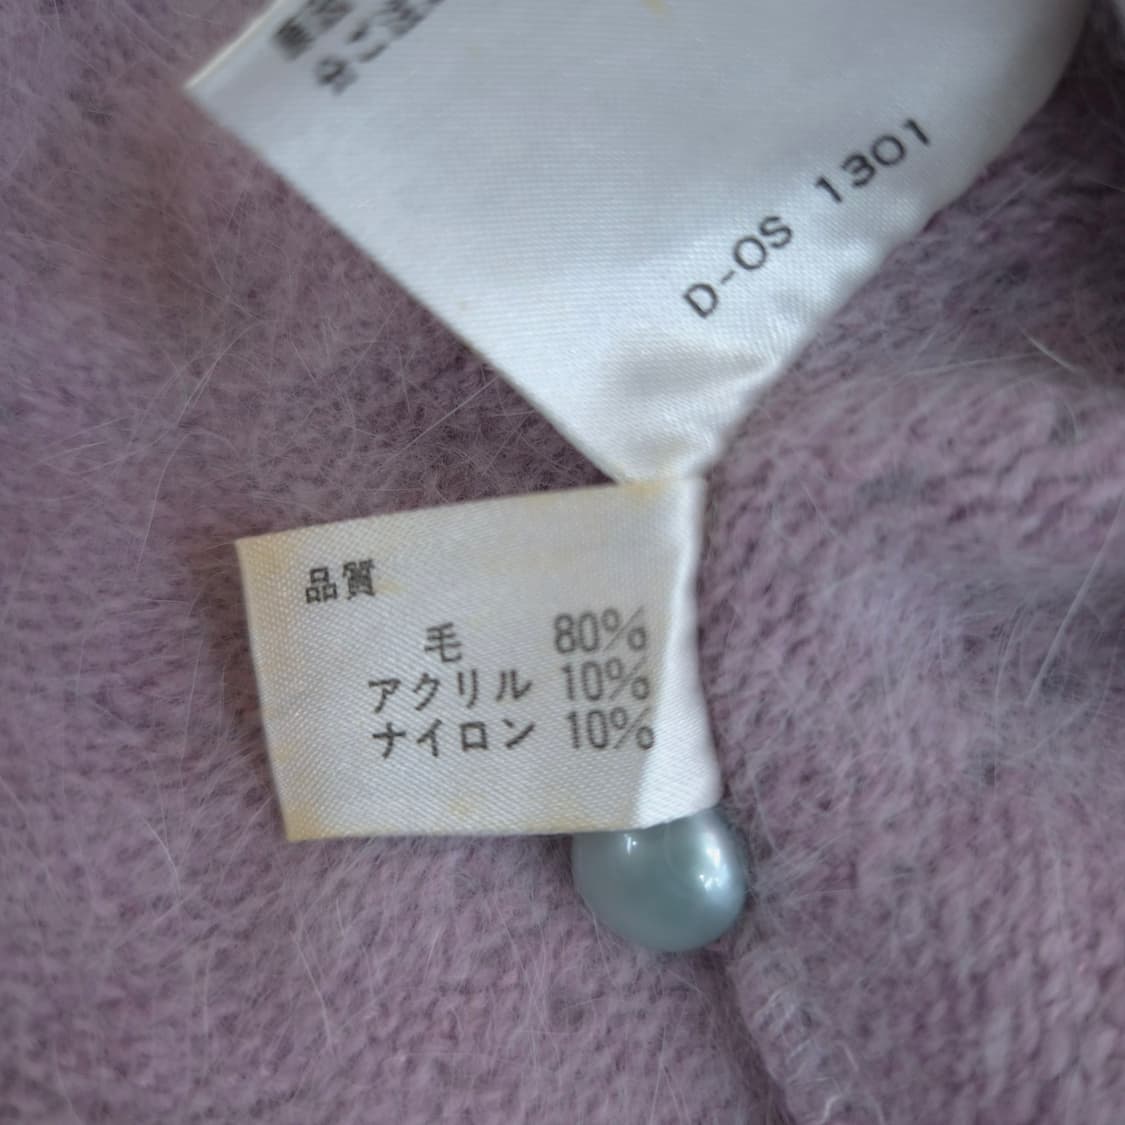 D-OS 1301
品質
毛 80%
アクリル 10%
ナイロン 10%